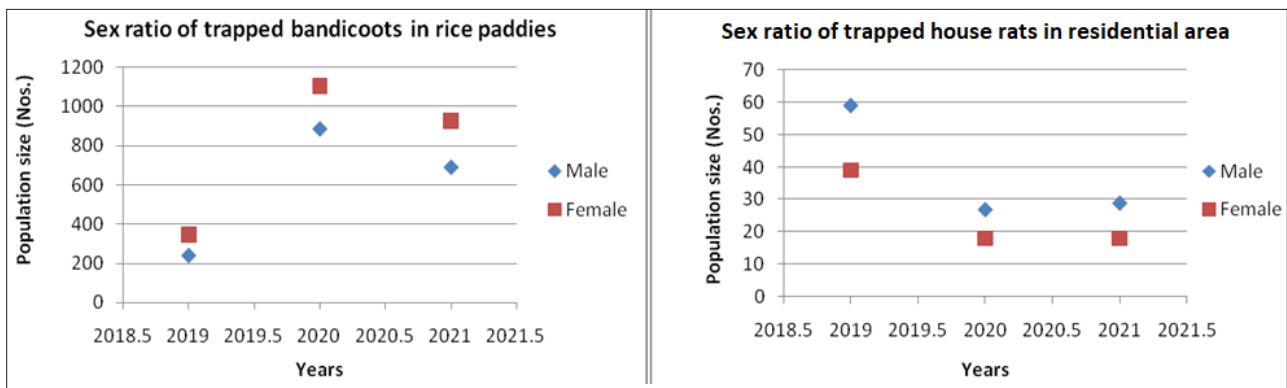 Sex ratio of trapped bandicoots in rice paddies
Population size (Nos.)
1200
1000
800
600
400
200
0
2018.5 2019 2019.5 2020 2020.5 2021 2021.5
Years
Male
Female
Sex ratio of trapped house rats in residential area
Population size (Nos.)
70
60
50
40
30
20
10
0
2018.5 2019 2019.5 2020 2020.5 2021 2021.5
Years
Male
Female